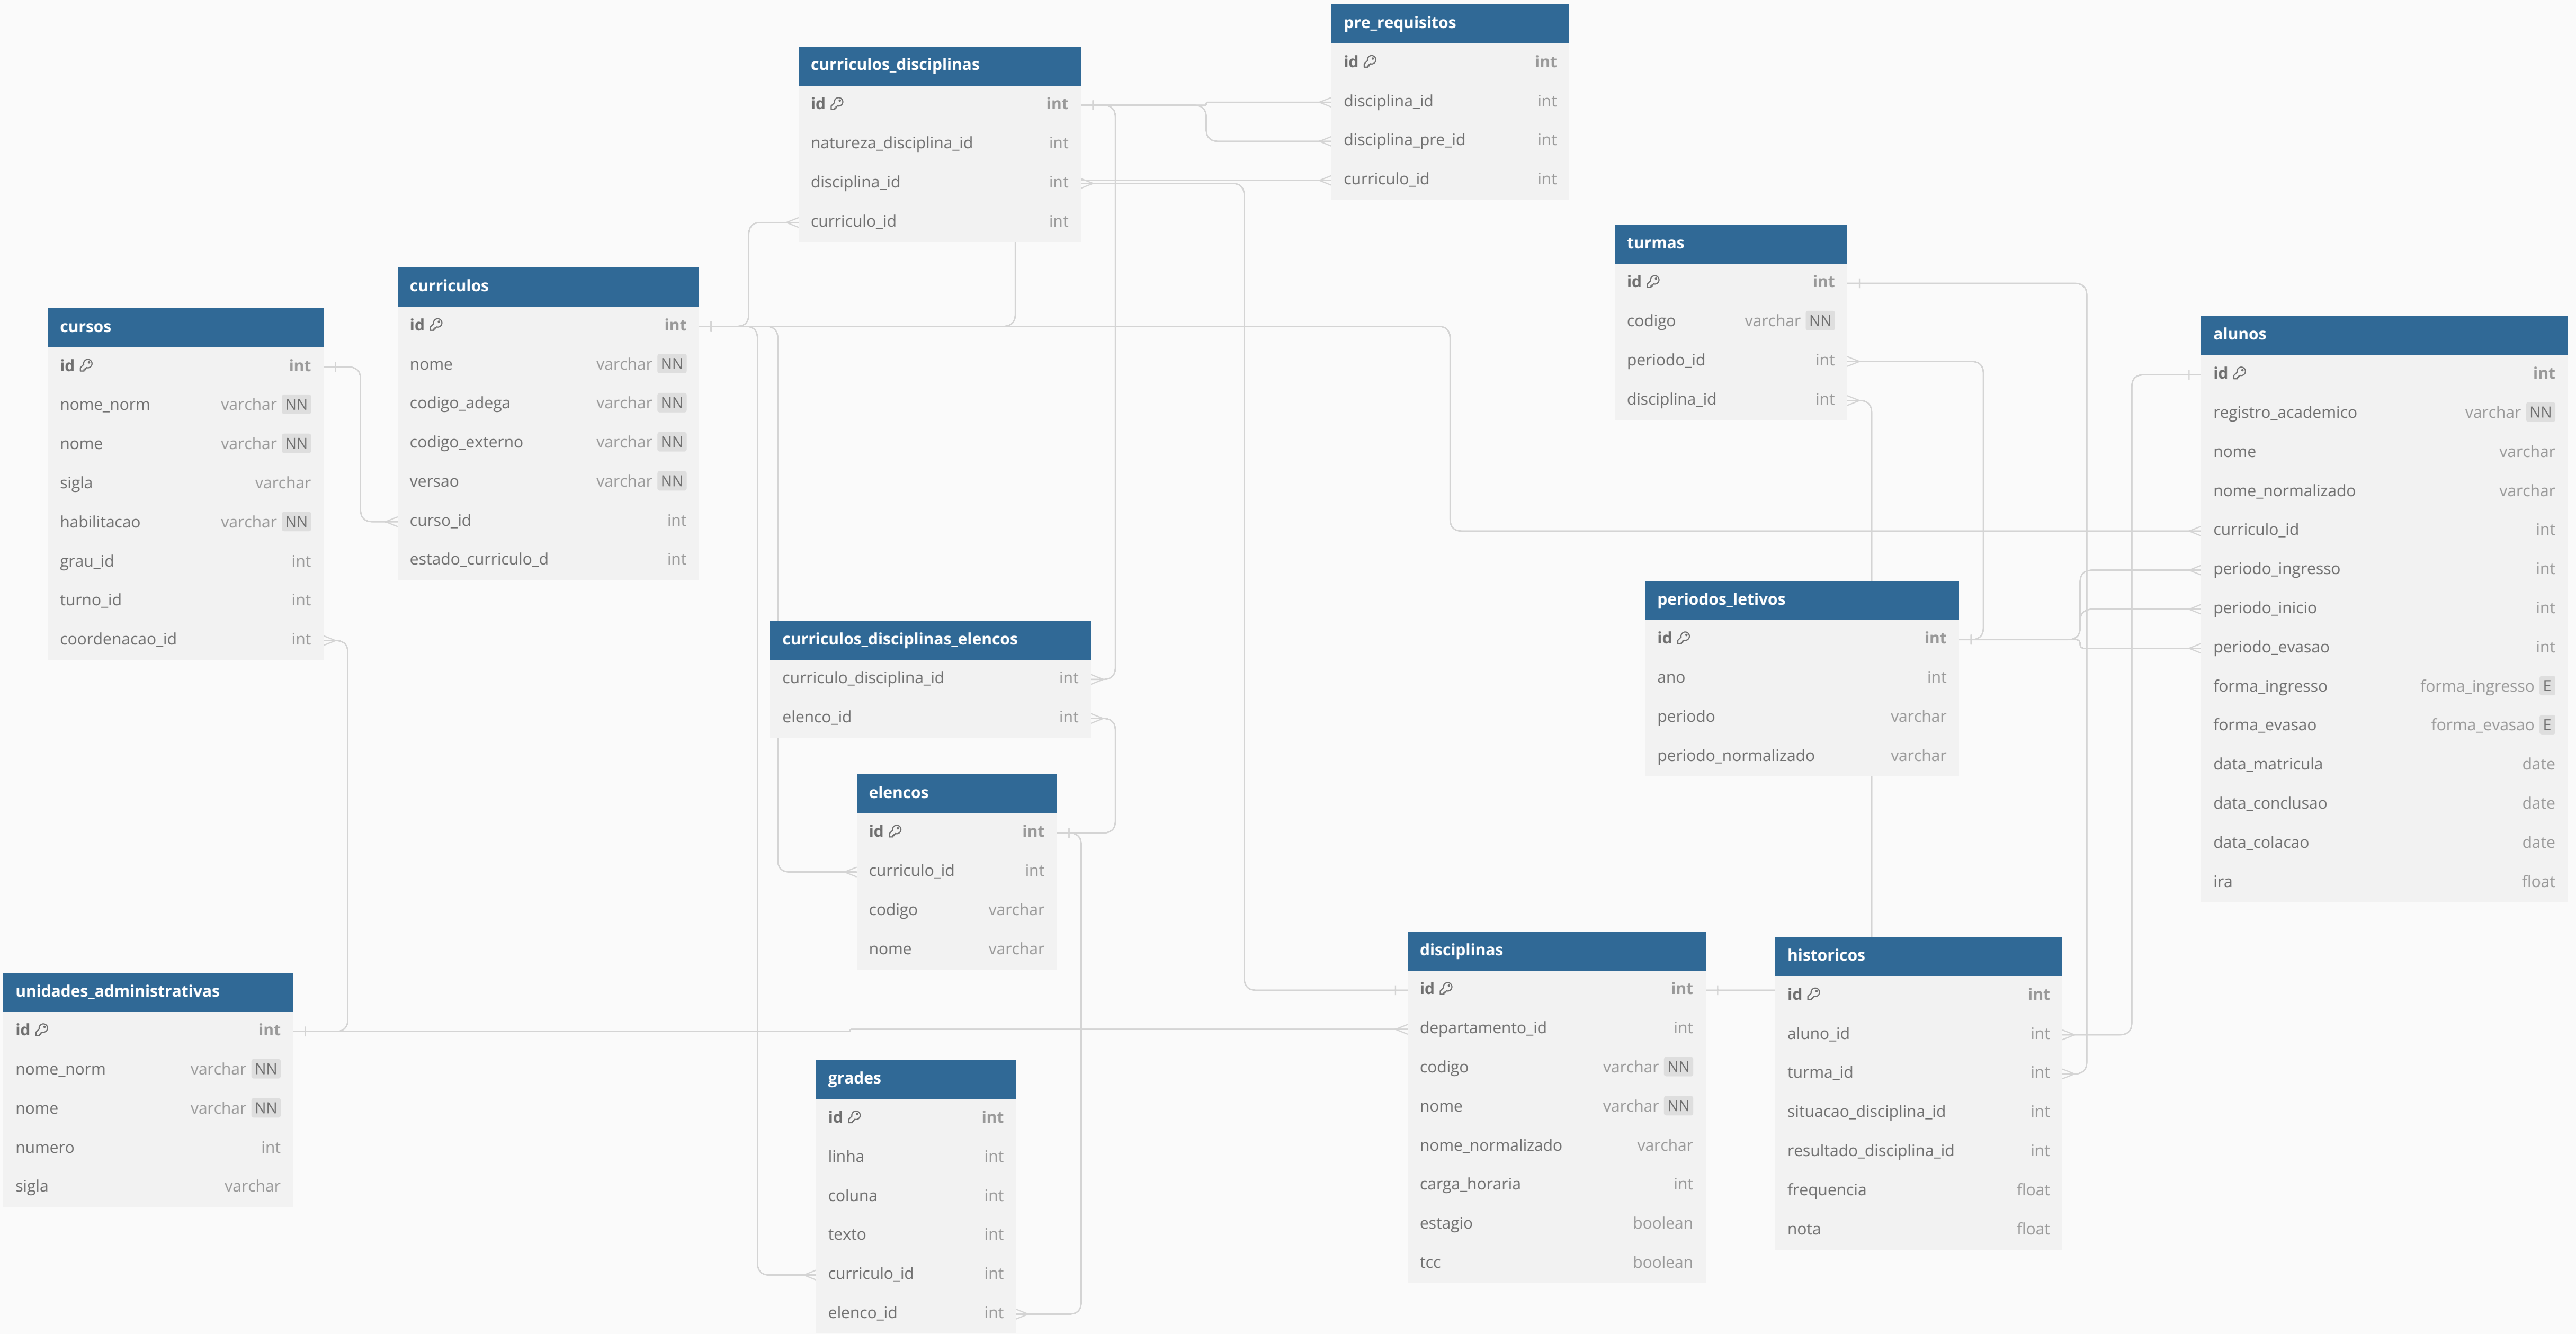 pre_requisitos
id int
disciplina_id int
disciplina_pre_id int
curriculo_id int
curriculos_disciplinas
id int
natureza_disciplina_id int
disciplina_id int
curriculo_id int
turmas
id int
codigo varchar NN
periodo_id int
disciplina_id int
curriculos
id int
nome varchar NN
codigo_adega varchar NN
codigo_externo varchar NN
versao varchar NN
curso_id int
estado_curriculo_d int
cursos
id int
nome_norm varchar NN
nome varchar NN
sigla varchar
habilitacao varchar NN
grau_id int
turno_id int
coordenacao_id int
alunos
id int
registro_academico varchar NN
nome varchar
nome_normalizado varchar
curriculo_id int
periodo_ingresso int
periodo_inicio int
periodo_evasao int
forma_ingresso forma_ingresso E
forma_evasao forma_evasao E
data_matricula date
data_conclusao date
data_colacao date
ira float
periodos_letivos
id int
ano int
periodo varchar
periodo_normalizado varchar
curriculos_disciplinas_elencos
curriculo_disciplina_id int
elenco_id int
elencos
id int
curriculo_id int
codigo varchar
nome varchar
disciplinas
id int
departamento_id int
codigo varchar NN
nome varchar NN
nome_normalizado varchar
carga_horaria int
estagio boolean
tcc boolean
historicos
id int
aluno_id int
turma_id int
situacao_disciplina_id int
resultado_disciplina_id int
frequencia float
nota float
unidades_administrativas
id int
nome_norm varchar NN
nome varchar NN
numero int
sigla varchar
grades
id int
linha int
coluna int
texto int
curriculo_id int
elenco_id int